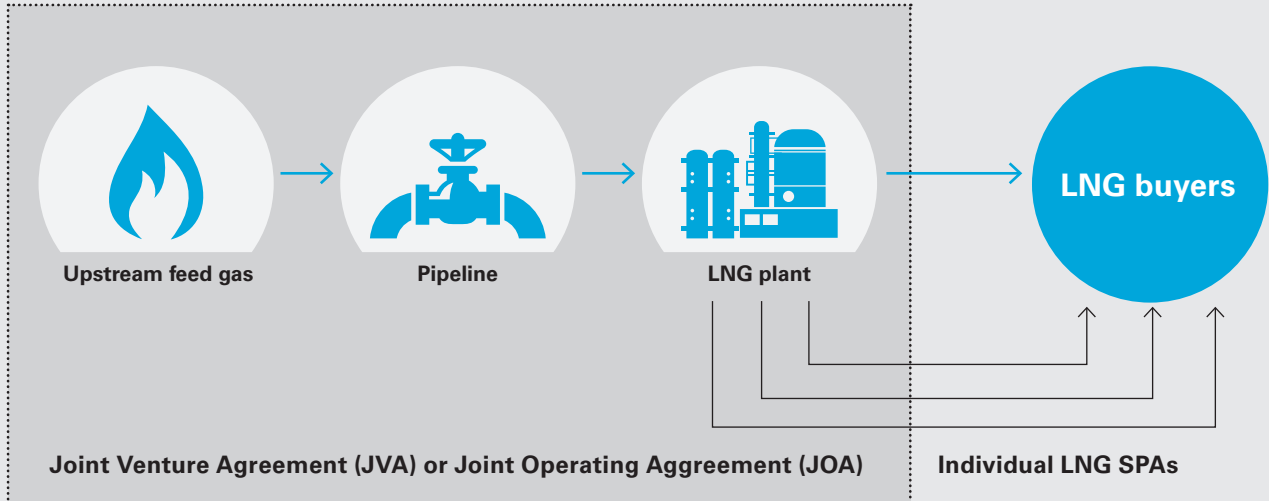 LNG buyers
Upstream feed gas
Pipeline
LNG plant
Joint Venture Agreement (JVA) or Joint Operating Aggreement (JOA)
Individual LNG SPAs